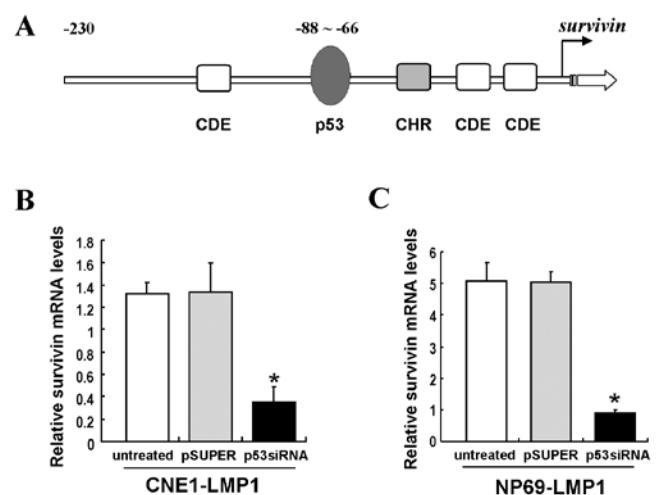 A
-230
-88 ~ -66
survivin
CDE
p53
CHR
CDE
CDE
B
Relative survivin mRNA levels
1.8
1.6
1.4
1.2
1
0.8
0.6
0.4
0.2
0
*
untreated pSUPER p53siRNA
CNE1-LMP1
C
Relative survivin mRNA levels
6
5
4
3
2
1
0
*
untreated pSUPER p53siRNA
NP69-LMP1